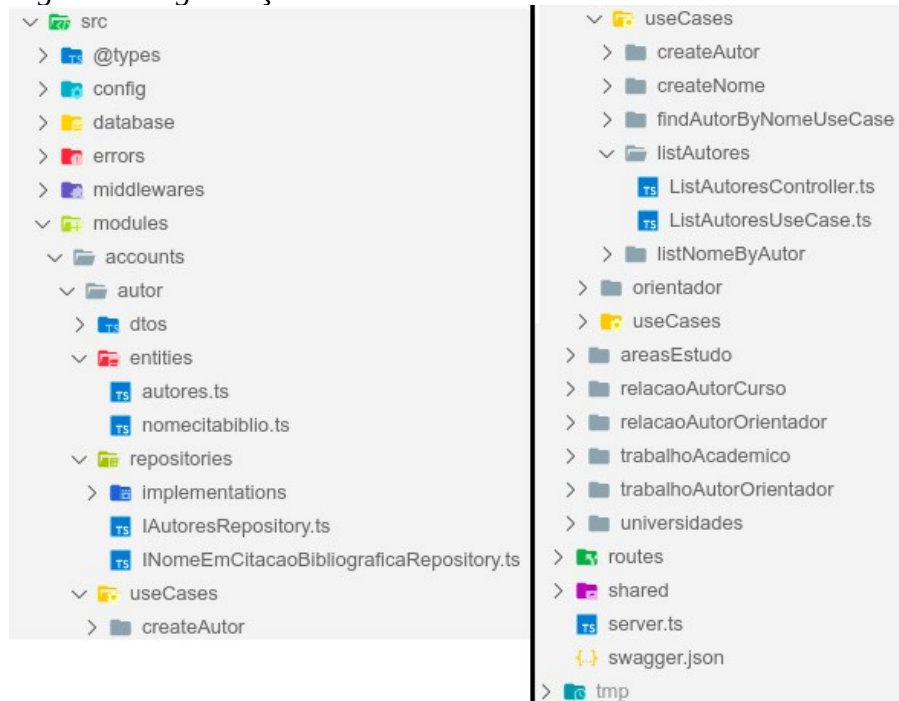 src
@types
config
database
errors
middlewares
modules
accounts
autor
dtos
entities
autores.ts
nomecitabiblio.ts
repositories
implementations
IAutoresRepository.ts
INomeEmCitacaoBibliograficaRepository.ts
useCases
createAutor
useCases
createAutor
createNome
findAutorByNomeUseCase
listAutores
ListAutoresController.ts
ListAutoresUseCase.ts
listNomeByAutor
orientador
useCases
areasEstudo
relacaoAutorCurso
relacaoAutorOrientador
trabalhoAcademico
trabalhoAutorOrientador
universidades
routes
shared
server.ts
swagger.json
tmp